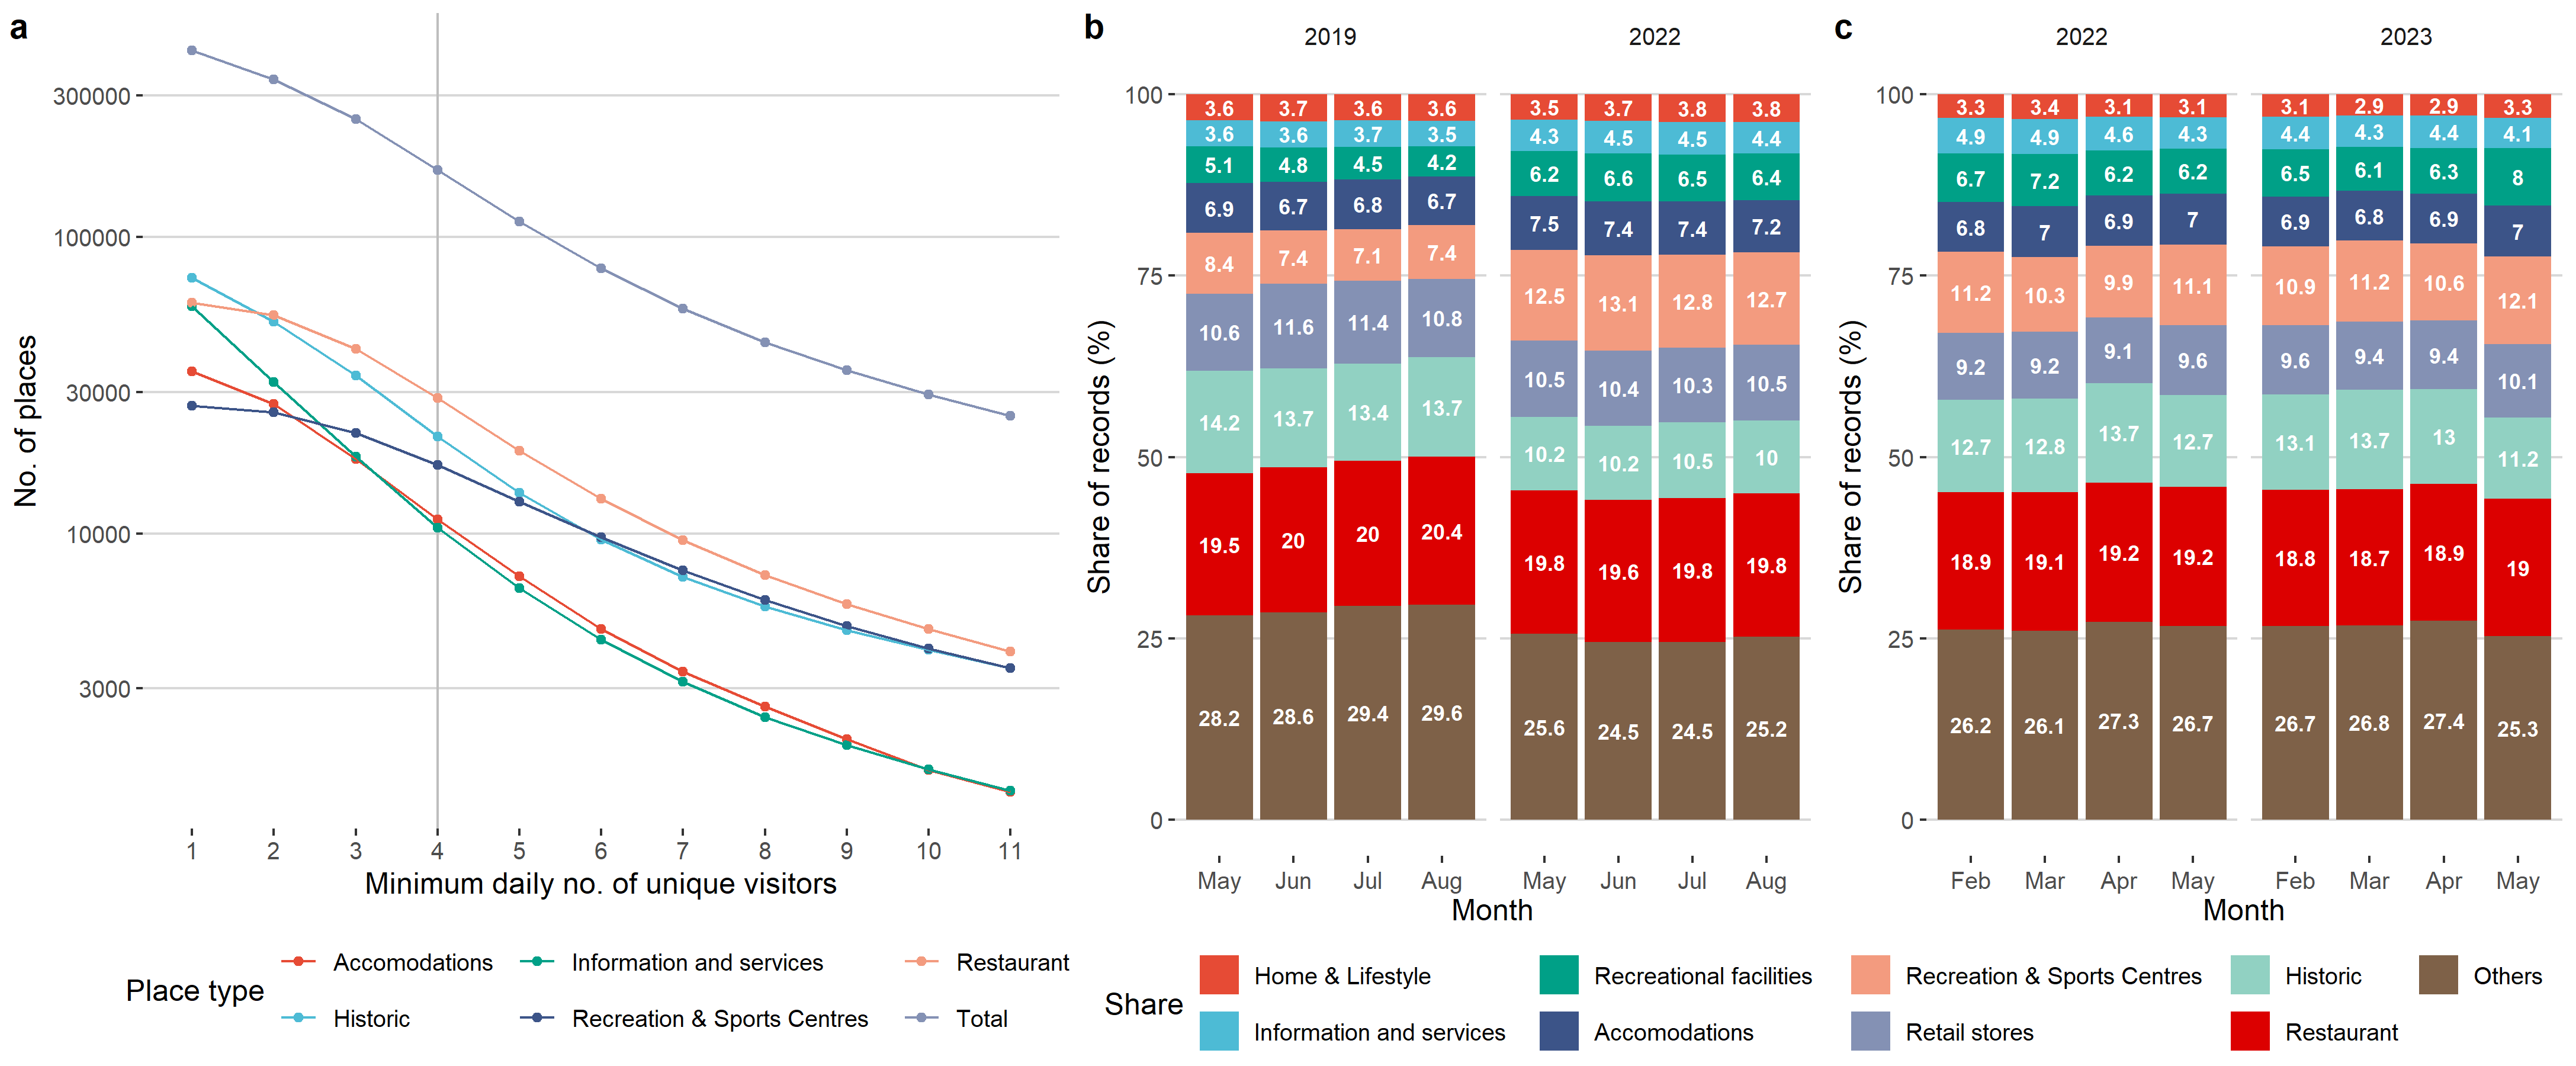 a
300000
100000
30000
10000
3000
No. of places
1 2 3 4 5 6 7 8 9 10 11
Minimum daily no. of unique visitors
Place type
Accomodations Information and services Restaurant
Historic Recreation & Sports Centres Total
b
2019 2022
100
75
50
25
0
Share of records (%)
3.6 3.7 3.6 3.6 3.5 3.7 3.8 3.8
3.6 3.6 3.7 3.5 4.3 4.5 4.5 4.4
5.1 4.8 4.5 4.2 6.2 6.6 6.5 6.4
6.9 6.7 6.8 6.7 7.5 7.4 7.4 7.2
8.4 7.4 7.1 7.4 12.5 13.1 12.8 12.7
10.6 11.6 11.4 10.8 10.5 10.4 10.3 10.5
14.2 13.7 13.4 13.7 10.2 10.2 10.5 10
19.5 20 20 20.4 19.8 19.6 19.8 19.8
28.2 28.6 29.4 29.6 25.6 24.5 24.5 25.2
May Jun Jul Aug May Jun Jul Aug
Month
c
2022 2023
100
75
50
25
0
Share of records (%)
3.3 3.4 3.1 3.1 3.1 2.9 2.9 3.3
4.9 4.9 4.6 4.3 4.4 4.3 4.4 4.1
6.7 7.2 6.2 6.2 6.5 6.1 6.3 8
6.8 7 6.9 7 6.9 6.8 6.9 7
11.2 10.3 9.9 11.1 10.9 11.2 10.6 12.1
9.2 9.2 9.1 9.6 9.6 9.4 9.4 10.1
12.7 12.8 13.7 12.7 13.1 13.7 13 11.2
18.9 19.1 19.2 19.2 18.8 18.7 18.9 19
26.2 26.1 27.3 26.7 26.7 26.8 27.4 25.3
Feb Mar Apr May Feb Mar Apr May
Month
Share
Home & Lifestyle Recreational facilities Recreation & Sports Centres Historic Others
Information and services Accomodations Retail stores Restaurant